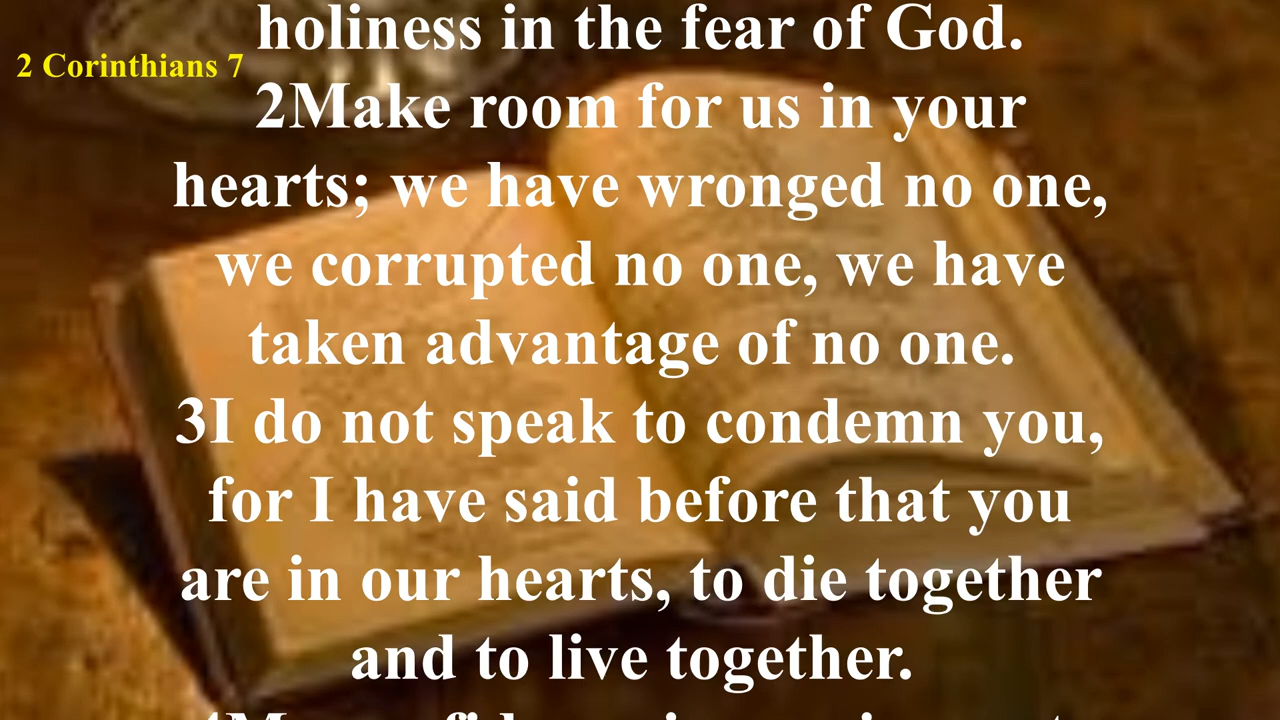 holiness in the fear of God.
2 Corinthians 7
2Make room for us in your
hearts; we have wronged no one,
we corrupted no one, we have
taken advantage of no one.
3I do not speak to condemn you,
for I have said before that you
are in our hearts, to die together
and to live together.